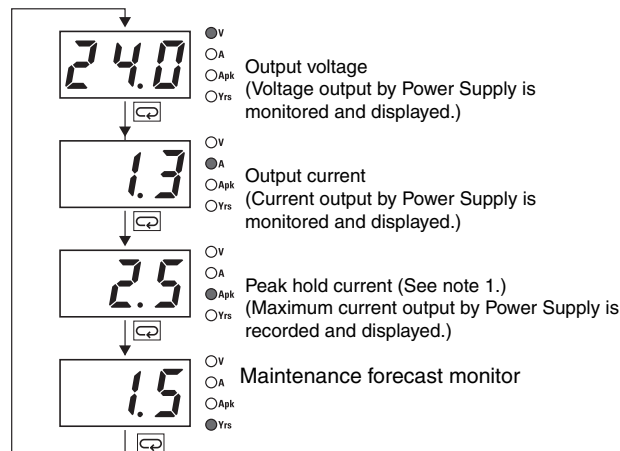 24.0
V
A
Apk
Yrs
Output voltage
(Voltage output by Power Supply is
monitored and displayed.)
1.3
V
A
Apk
Yrs
Output current
(Current output by Power Supply is
monitored and displayed.)
2.5
V
A
Apk
Yrs
Peak hold current (See note 1.)
(Maximum current output by Power Supply is
recorded and displayed.)
1.5
V
A
Apk
Yrs
Maintenance forecast monitor